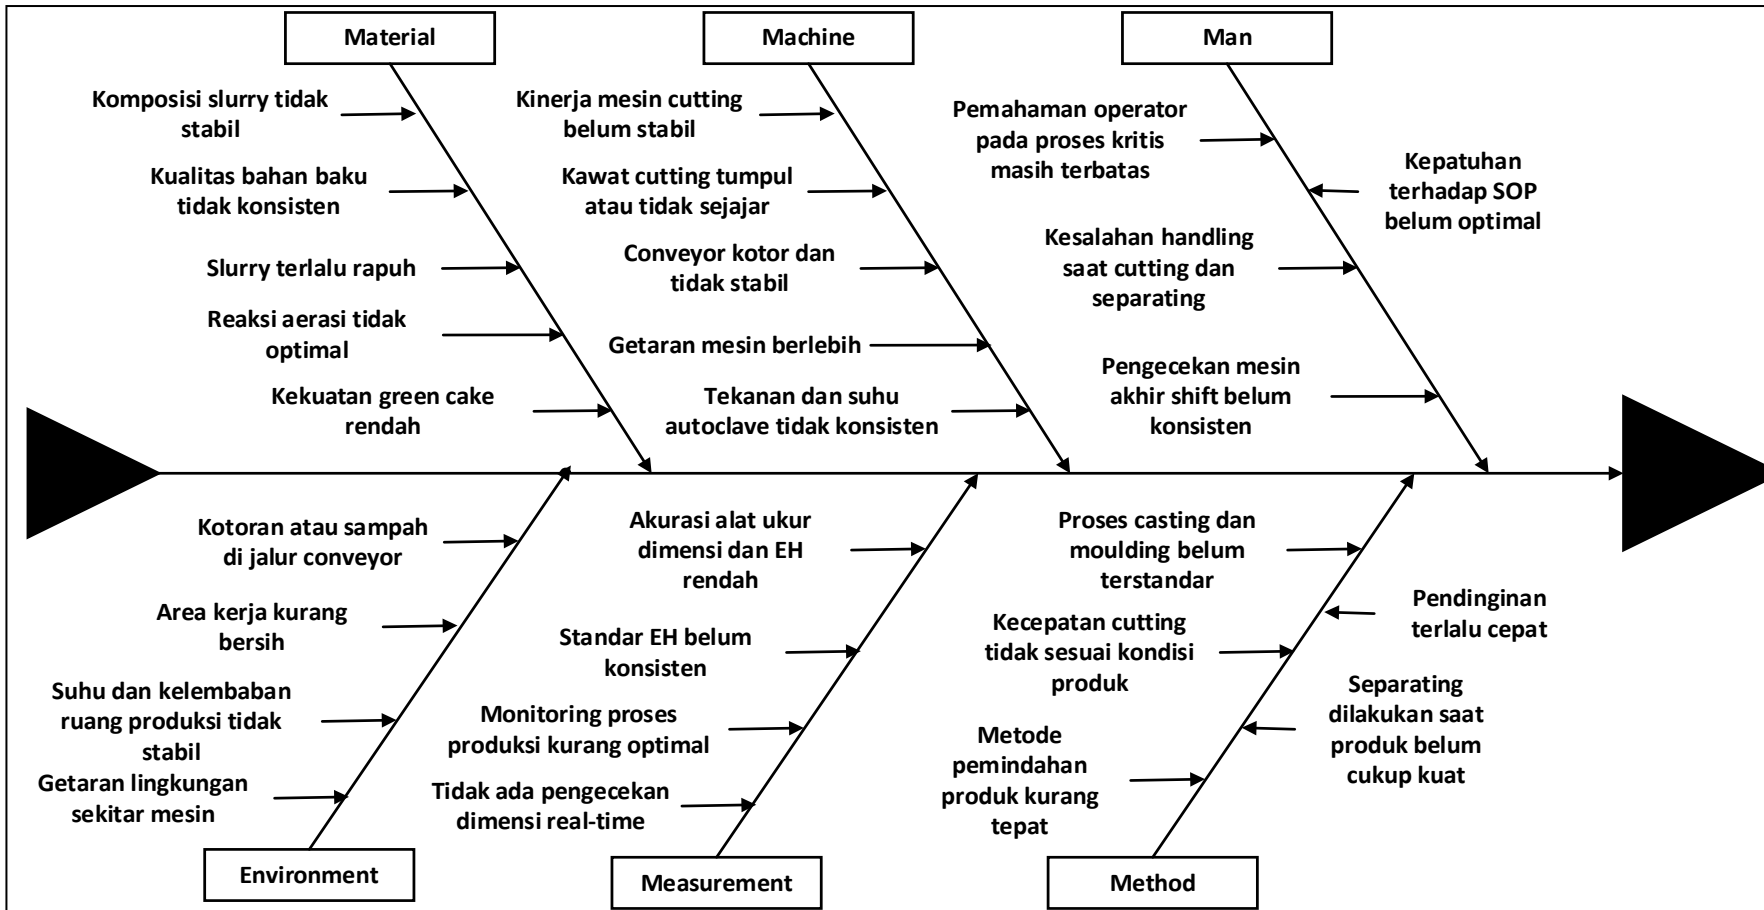 Material
Komposisi slurry tidak
stabil
Kualitas bahan baku
tidak konsisten
Slurry terlalu rapuh
Reaksi aerasi tidak
optimal
Kekuatan green cake
rendah
Machine
Kinerja mesin cutting
belum stabil
Kawat cutting tumpul
atau tidak sejajar
Conveyor kotor dan
tidak stabil
Getaran mesin berlebih
Tekanan dan suhu
autoclave tidak konsisten
Man
Pemahaman operator
pada proses kritis
masih terbatas
Kepatuhan
terhadap SOP
belum optimal
Kesalahan handling
saat cutting dan
separating
Pengecekan mesin
akhir shift belum
konsisten
Kotoran atau sampah
di jalur conveyor
Area kerja kurang
bersih
Suhu dan kelembaban
ruang produksi tidak
stabil
Getaran lingkungan
sekitar mesin
Environment
Akurasi alat ukur
dimensi dan EH
rendah
Standar EH belum
konsisten
Monitoring proses
produksi kurang optimal
Tidak ada pengecekan
dimensi real-time
Measurement
Proses casting dan
moulding belum
terstandar
Pendinginan
terlalu cepat
Kecepatan cutting
tidak sesuai kondisi
produk
Separating
dilakukan saat
produk belum
cukup kuat
Metode
pemindahan
produk kurang
tepat
Method